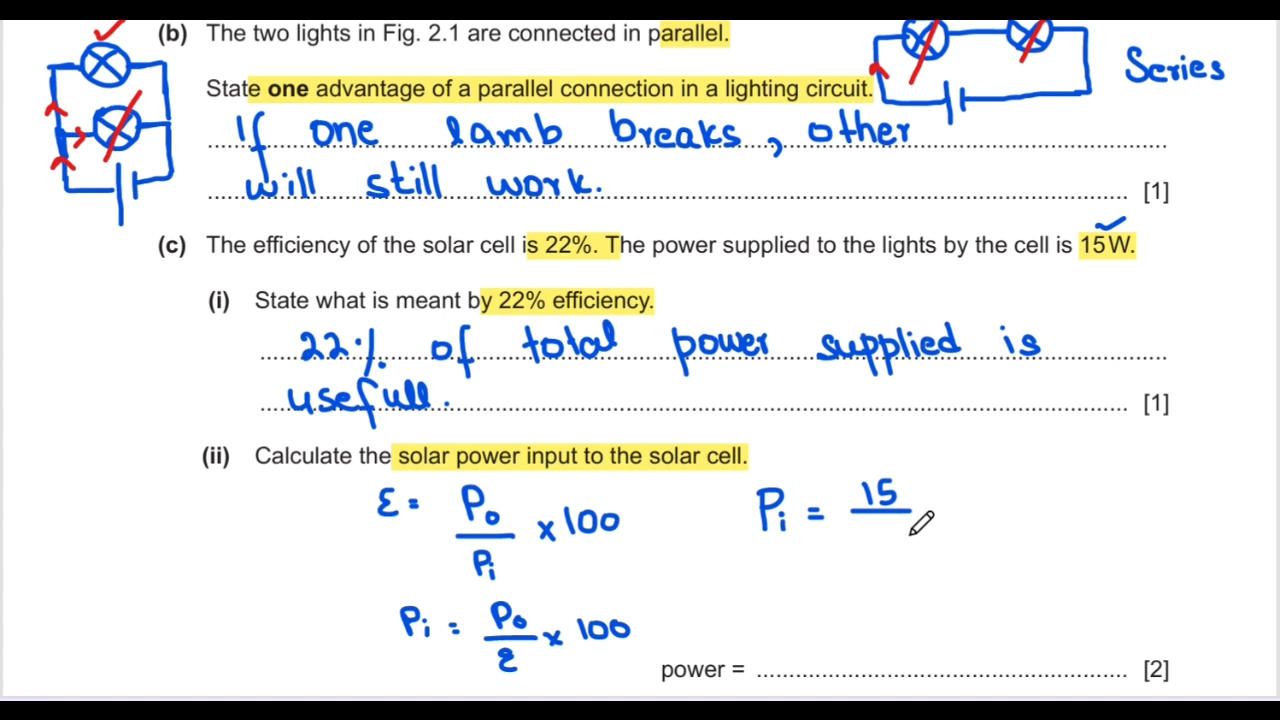 (b) The two lights in Fig. 2.1 are connected in parallel.
Series
State one advantage of a parallel connection in a lighting circuit.
If one lamb breaks, other
will still work. [1]
(c) The efficiency of the solar cell is 22%. The power supplied to the lights by the cell is 15W.
(i) State what is meant by 22% efficiency.
22% of total power supplied is
usefull. [1]
(ii) Calculate the solar power input to the solar cell.
ε = Po / Pi × 100
Pi = 15
Pi = Po / ε × 100
power = ........ [2]